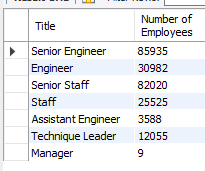 Title Number of
Employees
Senior Engineer 85935
Engineer 30982
Senior Staff 82020
Staff 25525
Assistant Engineer 3588
Technique Leader 12055
Manager 9